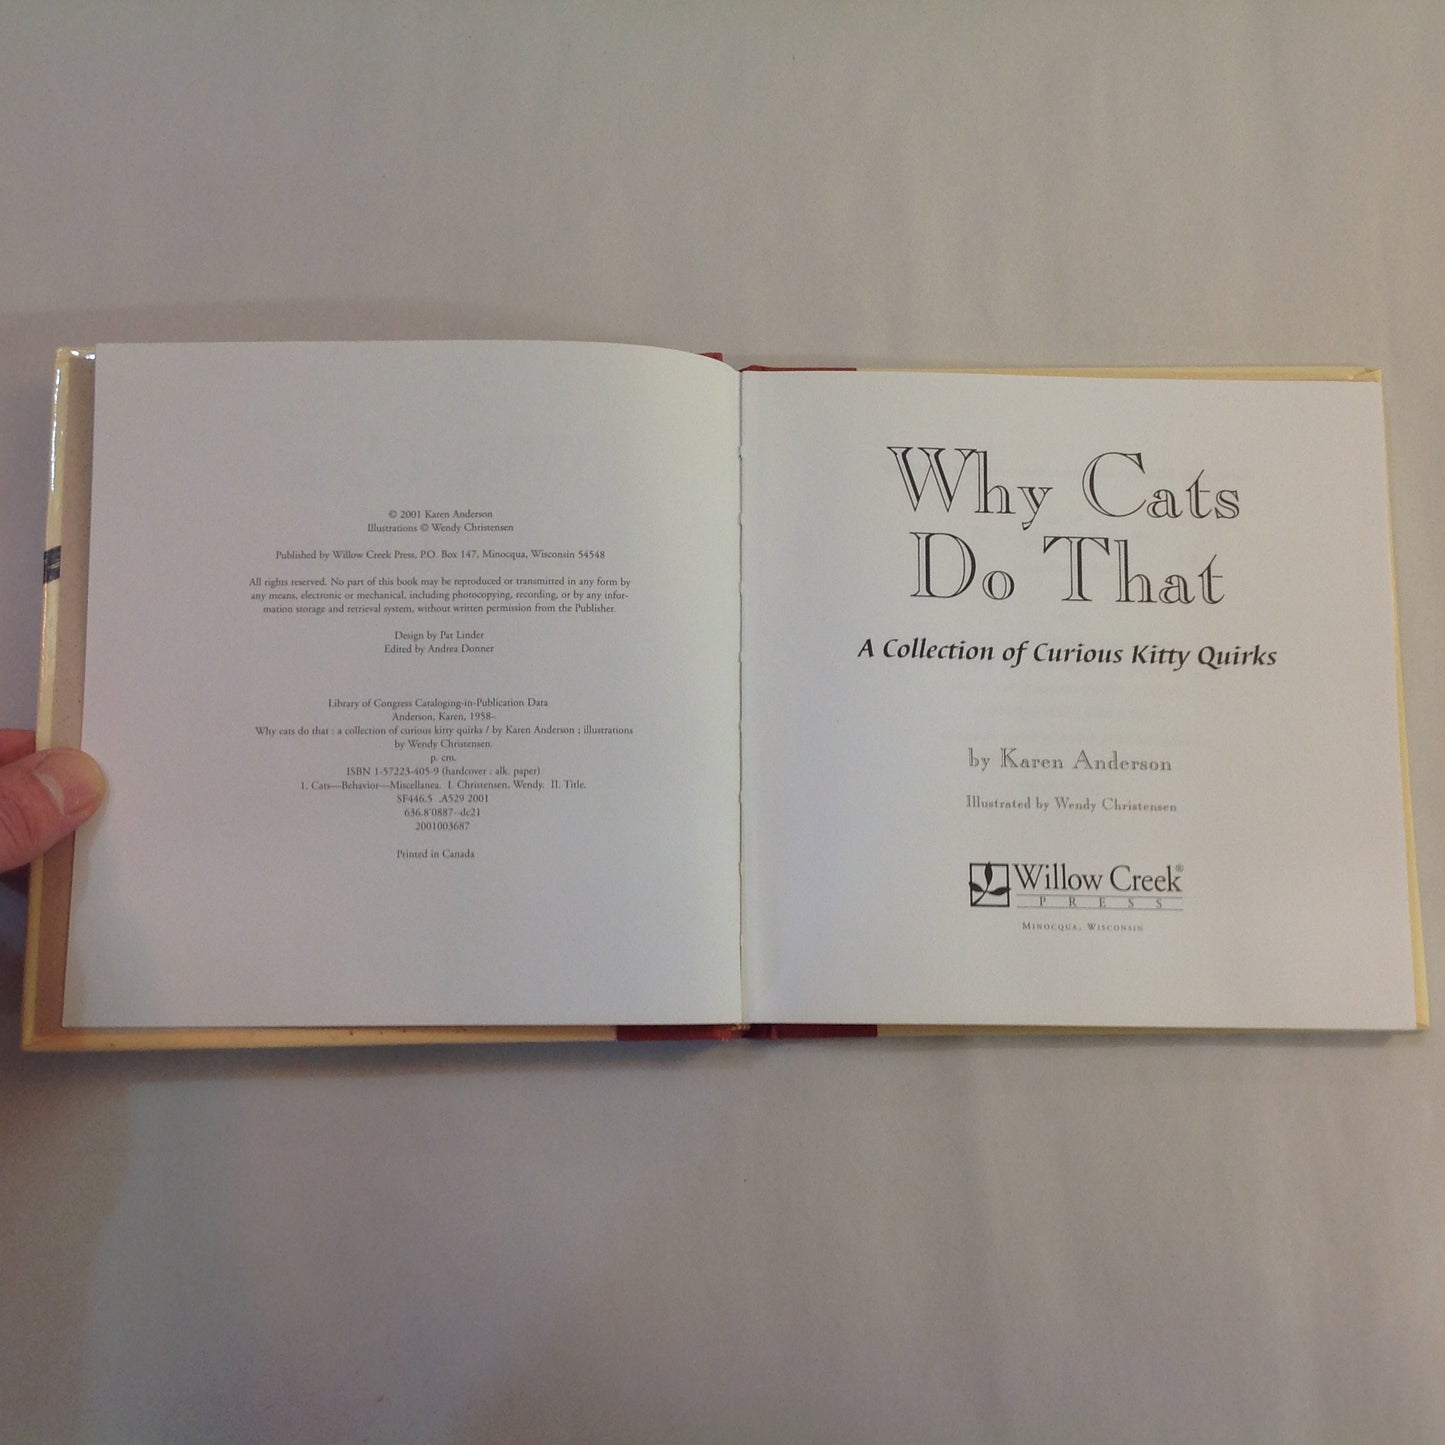 © 2001 Karen Anderson
Illustrations © Wendy Christensen
Published by Willow Creek Press, P.O. Box 147, Minocqua, Wisconsin 54548
All rights reserved. No part of this book may be reproduced or transmitted in any form by
any means, electronic or mechanical, including photocopying, recording, or by any infor-
mation storage and retrieval system, without written permission from the Publisher.
Design by Pat Linder
Edited by Andrea Donner
Library of Congress Cataloging-in-Publication Data
Anderson, Karen, 1958–
Why cats do that : a collection of curious kitty quirks / by Karen Anderson ; illustrations
by Wendy Christensen.
p. cm.
ISBN 1-57223-405-9 (hardcover : alk. paper)
1. Cats—Behavior—Miscellanea. I. Christensen, Wendy. II. Title.
SF446.5 .A529 2001
636.8'0887--dc21
2001003687
Printed in Canada
Why Cats
Do That
A Collection of Curious Kitty Quirks
by Karen Anderson
Illustrated by Wendy Christensen
Willow Creek®
PRESS
Minocqua, Wisconsin